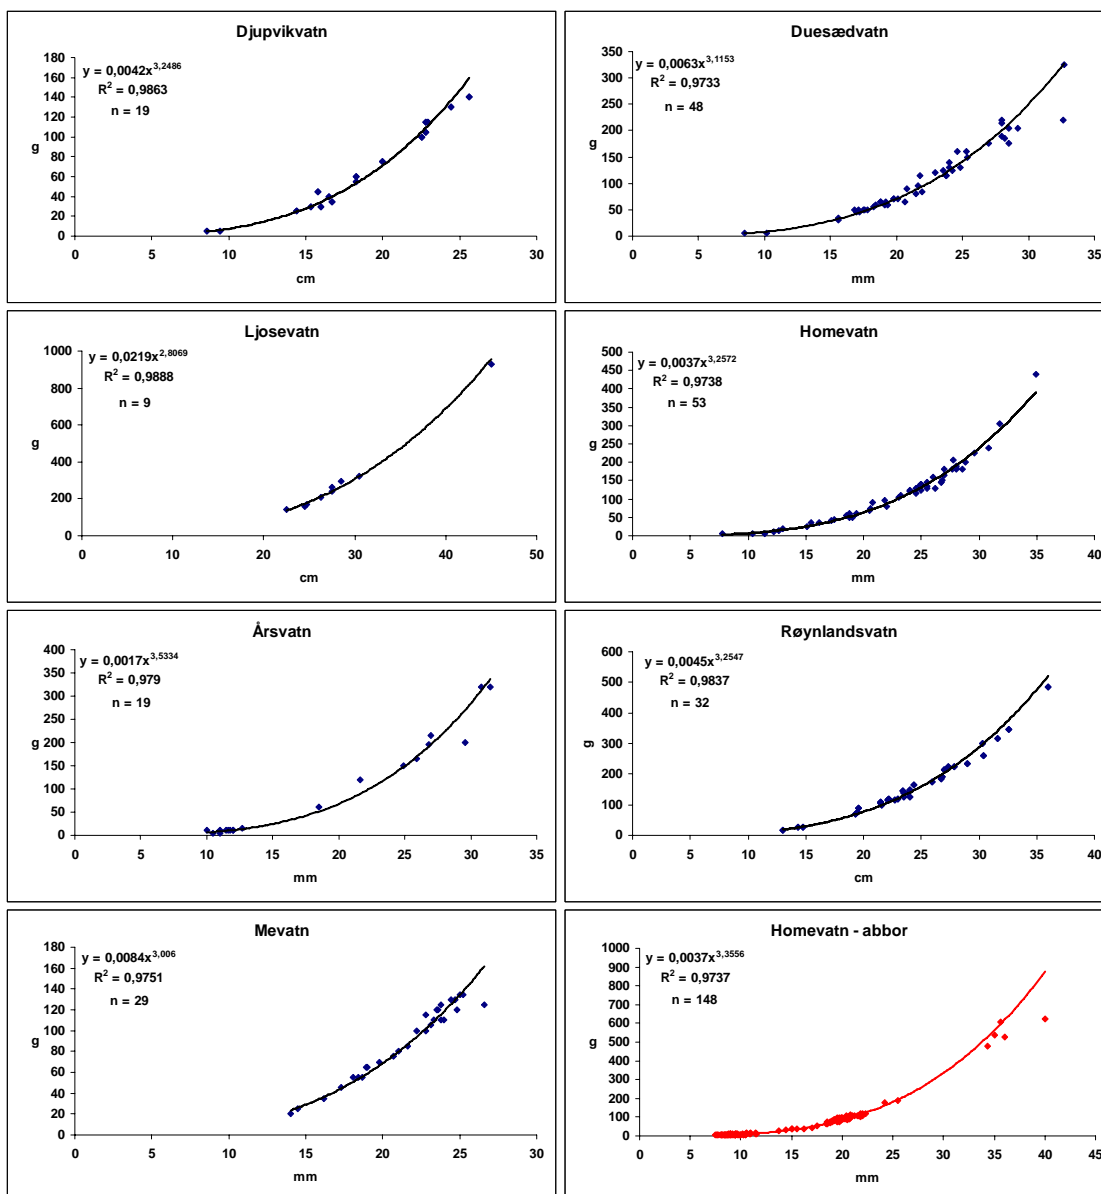 Djupvikvatn
y = 0,0042x^3,2486
R² = 0,9863
n = 19
180
160
140
120
100
80
60
40
20
0
g
0 5 10 15 20 25 30
cm
Duesædvatn
y = 0,0063x^3,1153
R² = 0,9733
n = 48
350
300
250
200
150
100
50
0
g
0 5 10 15 20 25 30 35
mm
Ljosevatn
y = 0,0219x^2,8069
R² = 0,9888
n = 9
1000
800
600
400
200
0
g
0 10 20 30 40 50
cm
Homevatn
y = 0,0037x^3,2572
R² = 0,9738
n = 53
500
450
400
350
300
250
200
150
100
50
0
g
0 5 10 15 20 25 30 35 40
mm
Årsvatn
y = 0,0017x^3,5334
R² = 0,979
n = 19
400
350
300
250
200
150
100
50
0
g
0 5 10 15 20 25 30 35
mm
Røynlandsvatn
y = 0,0045x^3,2547
R² = 0,9837
n = 32
600
500
400
300
200
100
0
g
0 5 10 15 20 25 30 35 40
cm
Mevatn
y = 0,0084x^3,006
R² = 0,9751
n = 29
180
160
140
120
100
80
60
40
20
0
g
0 5 10 15 20 25 30
mm
Homevatn - abbor
y = 0,0037x^3,3556
R² = 0,9737
n = 148
1000
900
800
700
600
500
400
300
200
100
0
g
0 5 10 15 20 25 30 35 40 45
mm